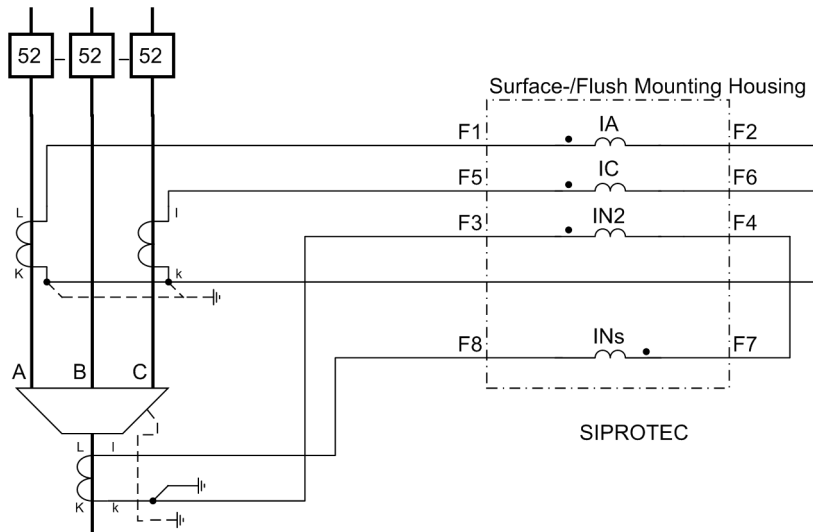 52 52 52
Surface-/Flush Mounting Housing
F1 IA F2
F5 IC F6
L l F3 IN2 F4
K k
F8 INs F7
A B C
SIPROTEC
L l
K k